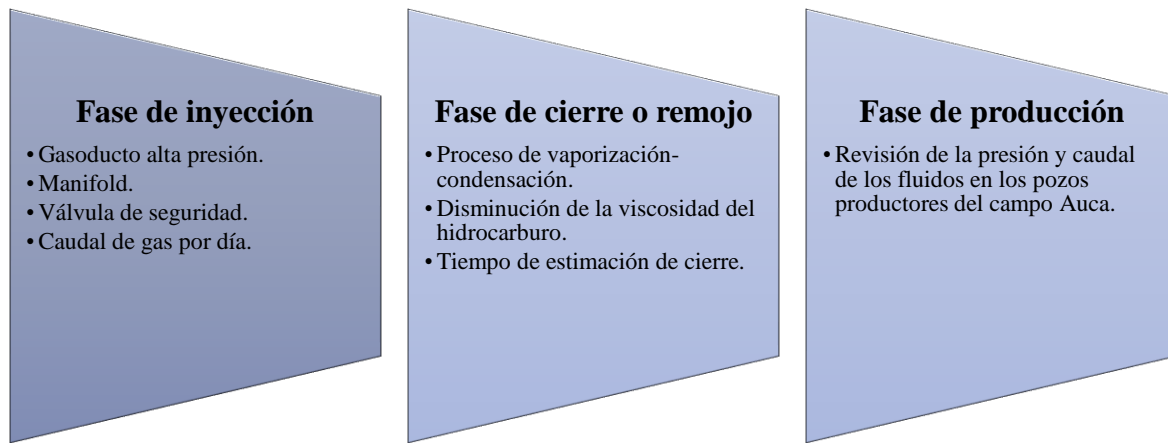 Fase de inyección
• Gasoducto alta presión.
• Manifold.
• Válvula de seguridad.
• Caudal de gas por día.
Fase de cierre o remojo
• Proceso de vaporización-
condensación.
• Disminución de la viscosidad del
hidrocarburo.
• Tiempo de estimación de cierre.
Fase de producción
• Revisión de la presión y caudal
de los fluidos en los pozos
productores del campo Auca.